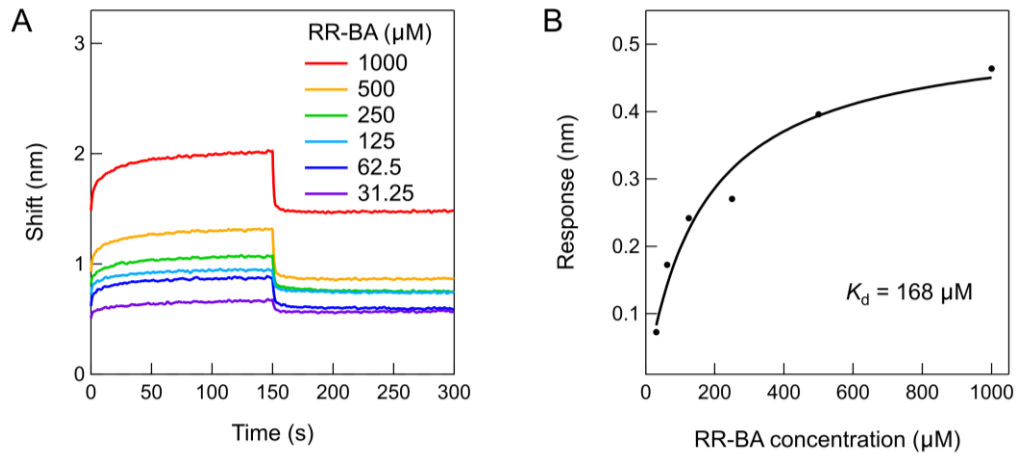 A
Shift (nm)
3
2
1
0
0 50 100 150 200 250 300
Time (s)
RR-BA (μM)
1000
500
250
125
62.5
31.25
B
Response (nm)
0.5
0.4
0.3
0.2
0.1
0 200 400 600 800 1000
RR-BA concentration (μM)
Kd = 168 μM